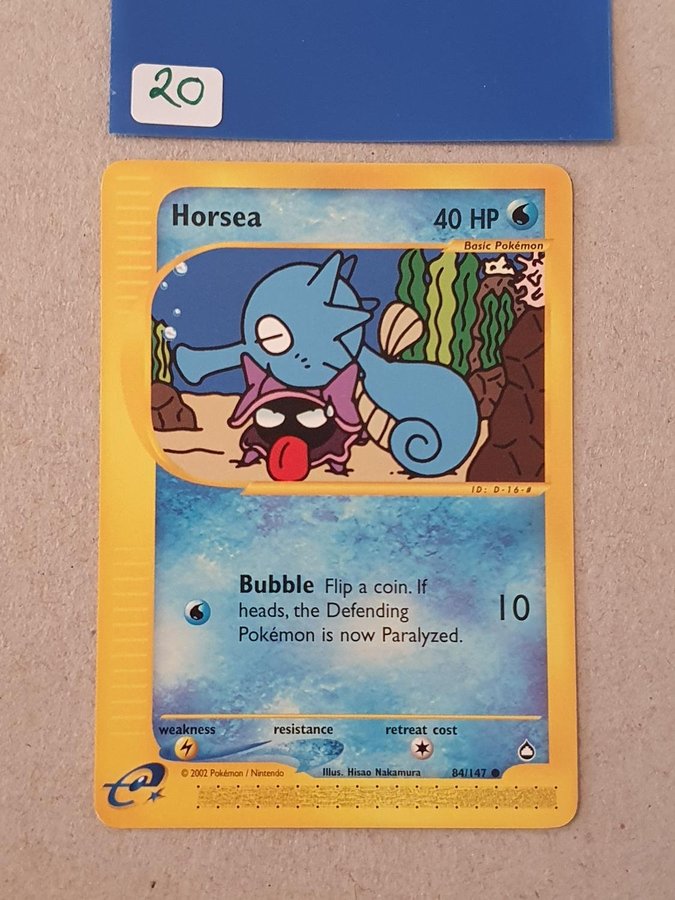 20
Horsea 40 HP
Basic Pokémon
ID: D-16-#
Bubble Flip a coin. If
heads, the Defending
Pokémon is now Paralyzed.
10
weakness resistance retreat cost
© 2002 Pokémon / Nintendo Illus. Hisao Nakamura 84/147 ●
e